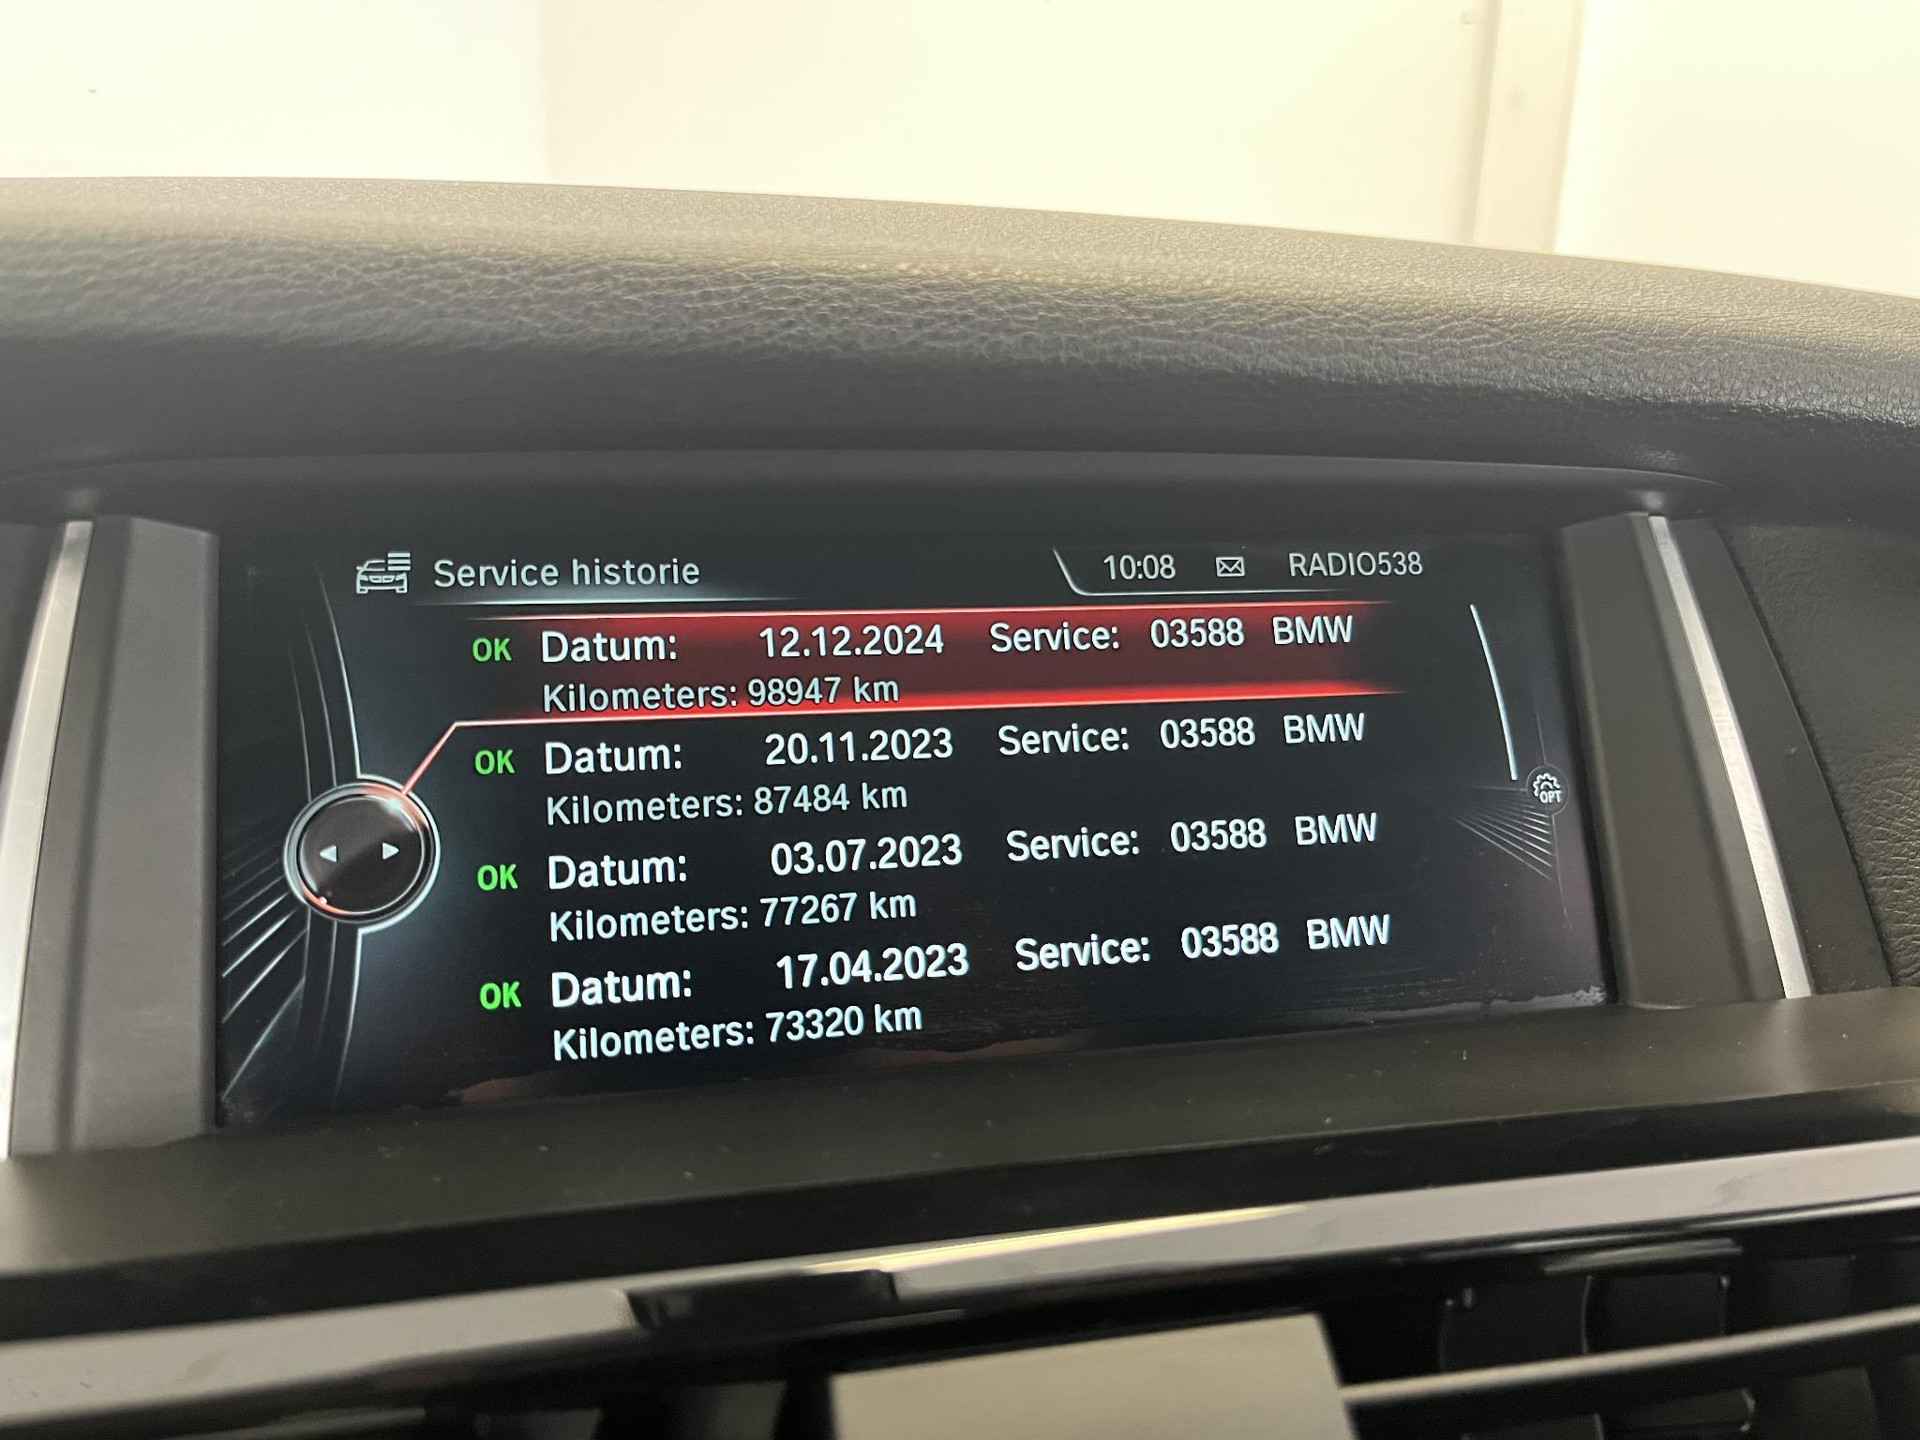 Service historie 10:08 RADIO538
OK Datum: 12.12.2024 Service: 03588 BMW
Kilometers: 98947 km
OK Datum: 20.11.2023 Service: 03588 BMW
Kilometers: 87484 km
OK Datum: 03.07.2023 Service: 03588 BMW
Kilometers: 77267 km
OK Datum: 17.04.2023 Service: 03588 BMW
Kilometers: 73320 km
OPT